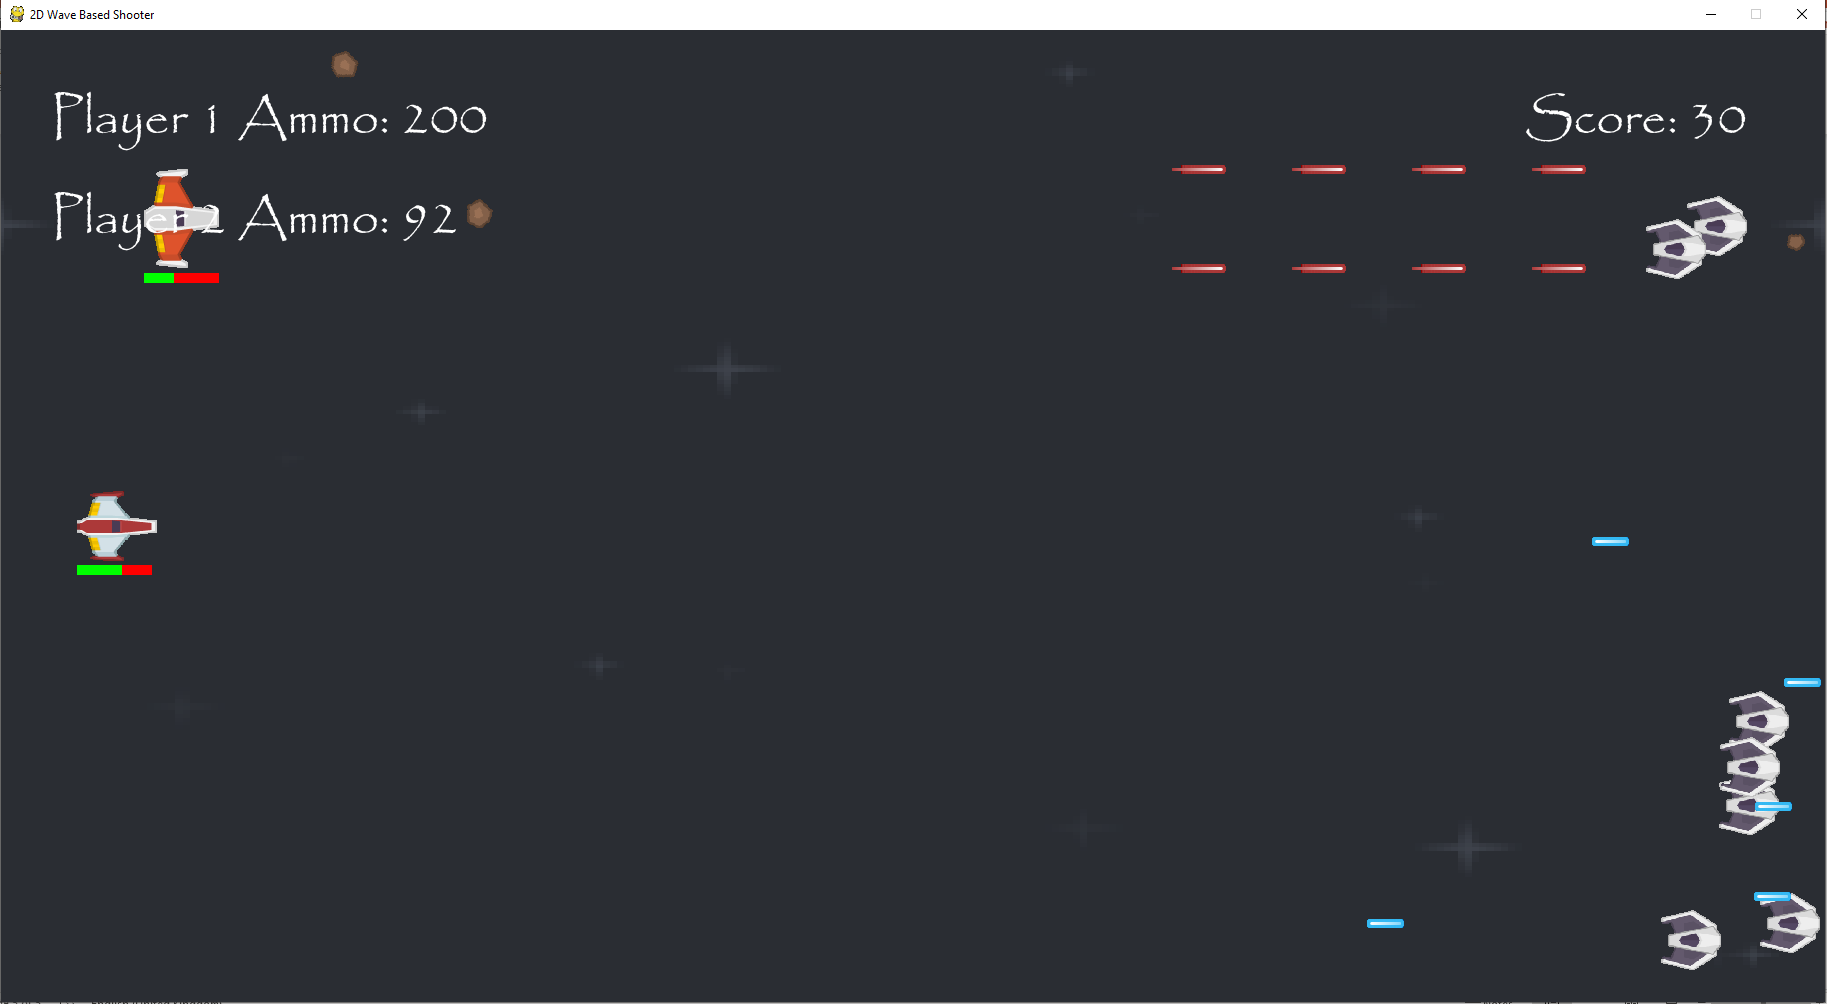 2D Wave Based Shooter
Player 1 Ammo: 200
Score: 30
Player 2 Ammo: 92